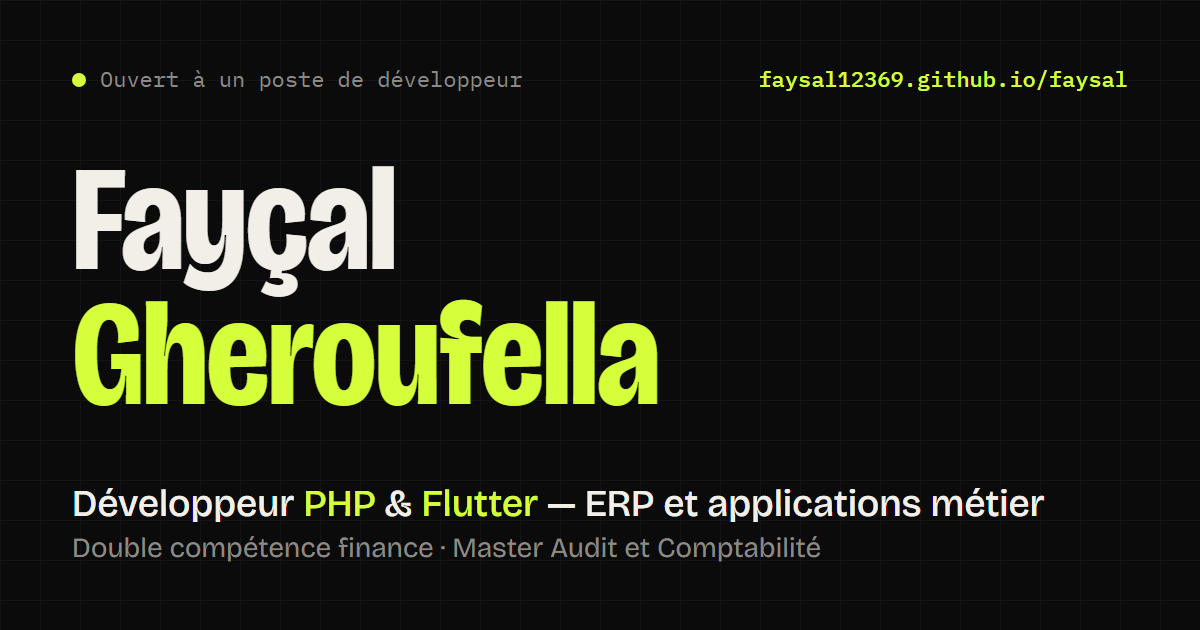 Ouvert à un poste de développeur
faysal12369.github.io/faysal
Fayçal
Gheroufella
Développeur PHP & Flutter — ERP et applications métier
Double compétence finance · Master Audit et Comptabilité